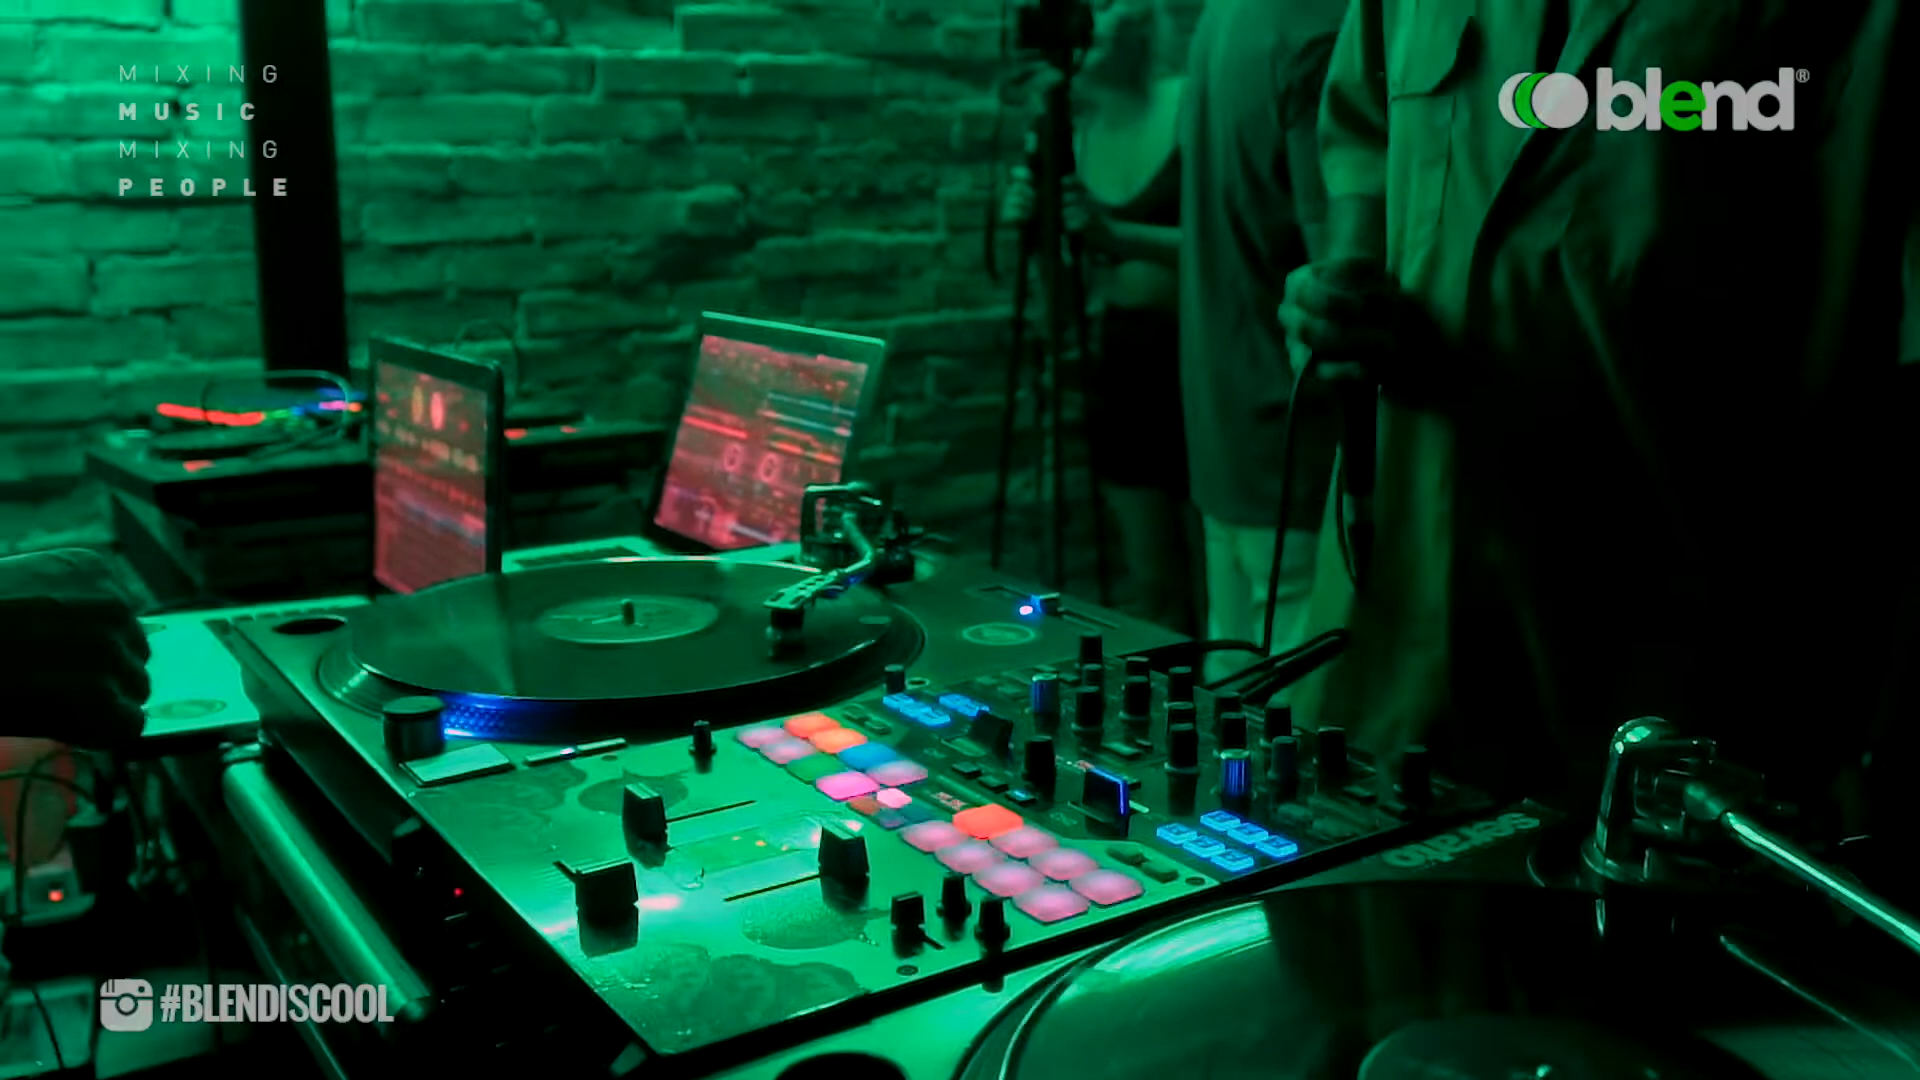 MIXING
MUSIC
MIXING
PEOPLE
blend®
serato
#BLENDISCOOL